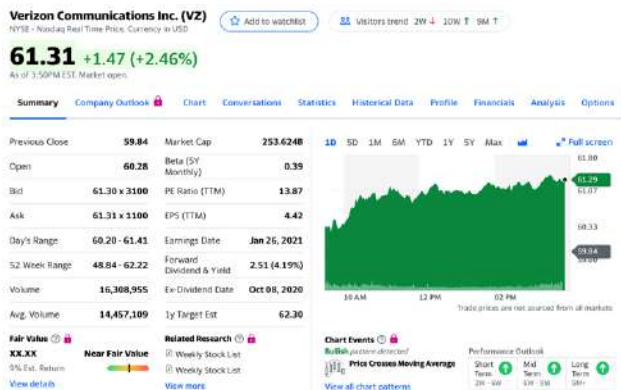 Verizon Communications Inc. (VZ)
Add to watchlist
Visitors trend 2W ↓ 10W ↑ 9M ↑
NYSE - Nasdaq Real Time Price. Currency in USD
61.31 +1.47 (+2.46%)
As of 3:50PM EST. Market open.
Summary Company Outlook Chart Conversations Statistics Historical Data Profile Financials Analysis Options
Previous Close 59.84
Open 60.28
Bid 61.30 x 3100
Ask 61.31 x 1100
Day's Range 60.20 - 61.41
52 Week Range 48.84 - 62.22
Volume 16,308,955
Avg. Volume 14,457,109
Market Cap 253.624B
Beta (5Y
Monthly) 0.39
PE Ratio (TTM) 13.87
EPS (TTM) 4.42
Earnings Date Jan 26, 2021
Forward
Dividend & Yield 2.51 (4.19%)
Ex-Dividend Date Oct 08, 2020
1y Target Est 62.30
1D 5D 1M 6M YTD 1Y 5Y Max Full screen
61.80
61.29
61.07
60.33
59.84
10 AM 12 PM 02 PM
Trade prices are not sourced from all markets
Fair Value
XX.XX Near Fair Value
9% Est. Return
View details
Related Research
Weekly Stock List
Weekly Stock List
View more
Chart Events
Bullish pattern detected
Price Crosses Moving Average
View all chart patterns
Performance Outlook
Short
Term
2W - 6W
Mid
Term
6W - 9M
Long
Term
9M+